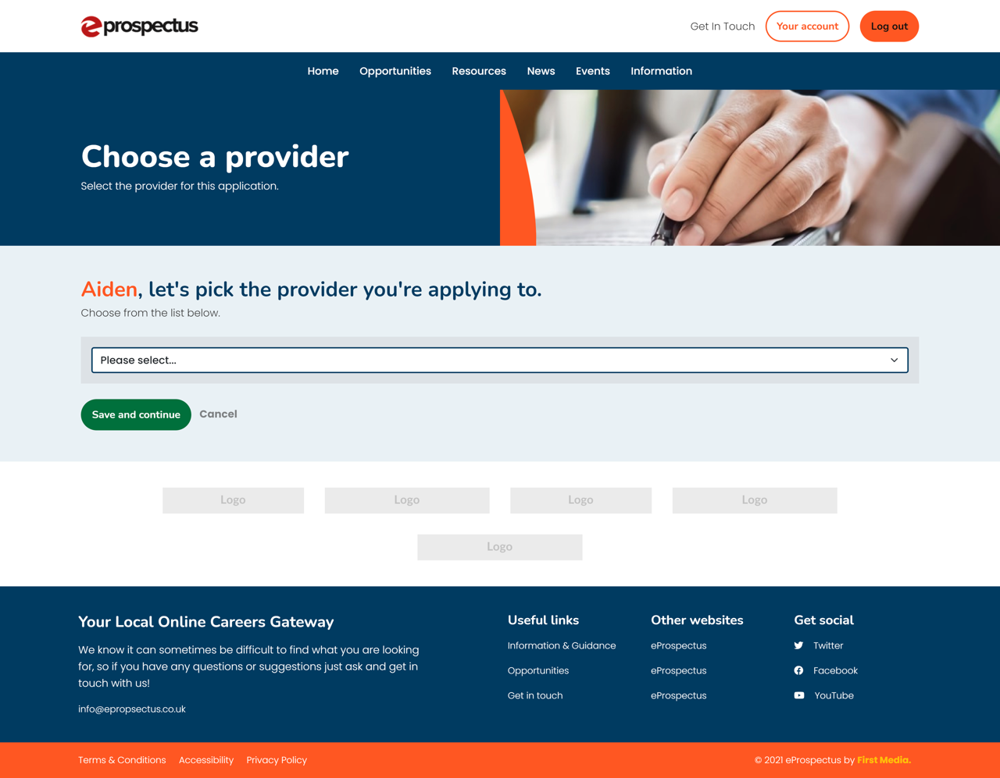 eprospectus
Get In Touch
Your account
Log out
Home
Opportunities
Resources
News
Events
Information
Choose a provider
Select the provider for this application.
Aiden, let's pick the provider you're applying to.
Choose from the list below.
Please select...
Save and continue
Cancel
Logo
Logo
Logo
Logo
Logo
Your Local Online Careers Gateway
We know it can sometimes be difficult to find what you are looking
for, so if you have any questions or suggestions just ask and get in
touch with us!
info@epropsectus.co.uk
Useful links
Information & Guidance
Opportunities
Get in touch
Other websites
eProspectus
eProspectus
eProspectus
Get social
Twitter
Facebook
YouTube
Terms & Conditions
Accessibility
Privacy Policy
© 2021 eProspectus by First Media.